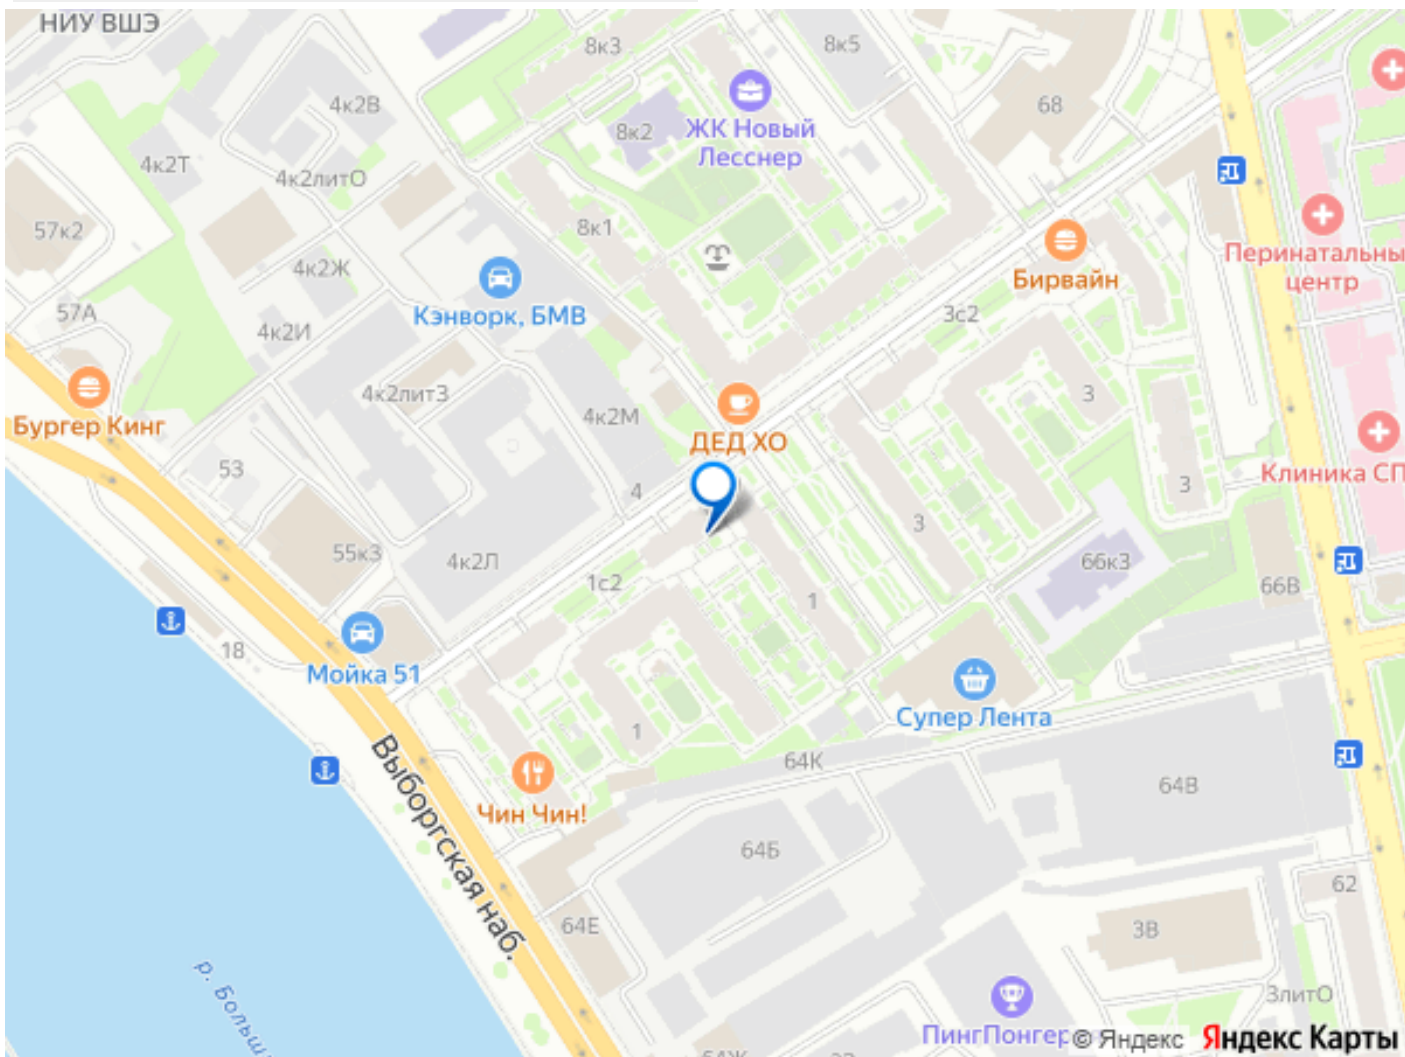 НИУ ВШЭ
8к3
8к5
4к2В
ЖК Новый
Лесснер
68
8к2
4к2Т
4к2литО
57к2
8к1
Перинатальны
центр
4к2Ж
Бирвайн
57А
Кэнворк, БМВ
3с2
4к2И
4к2лит3
3
4к2М
Бургер Кинг
ДЕД ХО
53
Клиника СП
4
3
3
55к3
4к2Л
1с2
66к3
66В
1
18
Мойка 51
Супер Лента
1
64К
64В
Чин Чин!
Выборгская наб.
64Б
62
64Е
3В
р. Больш
3литО
ПингПонгер
© Яндекс
Яндекс Карты
64Ж